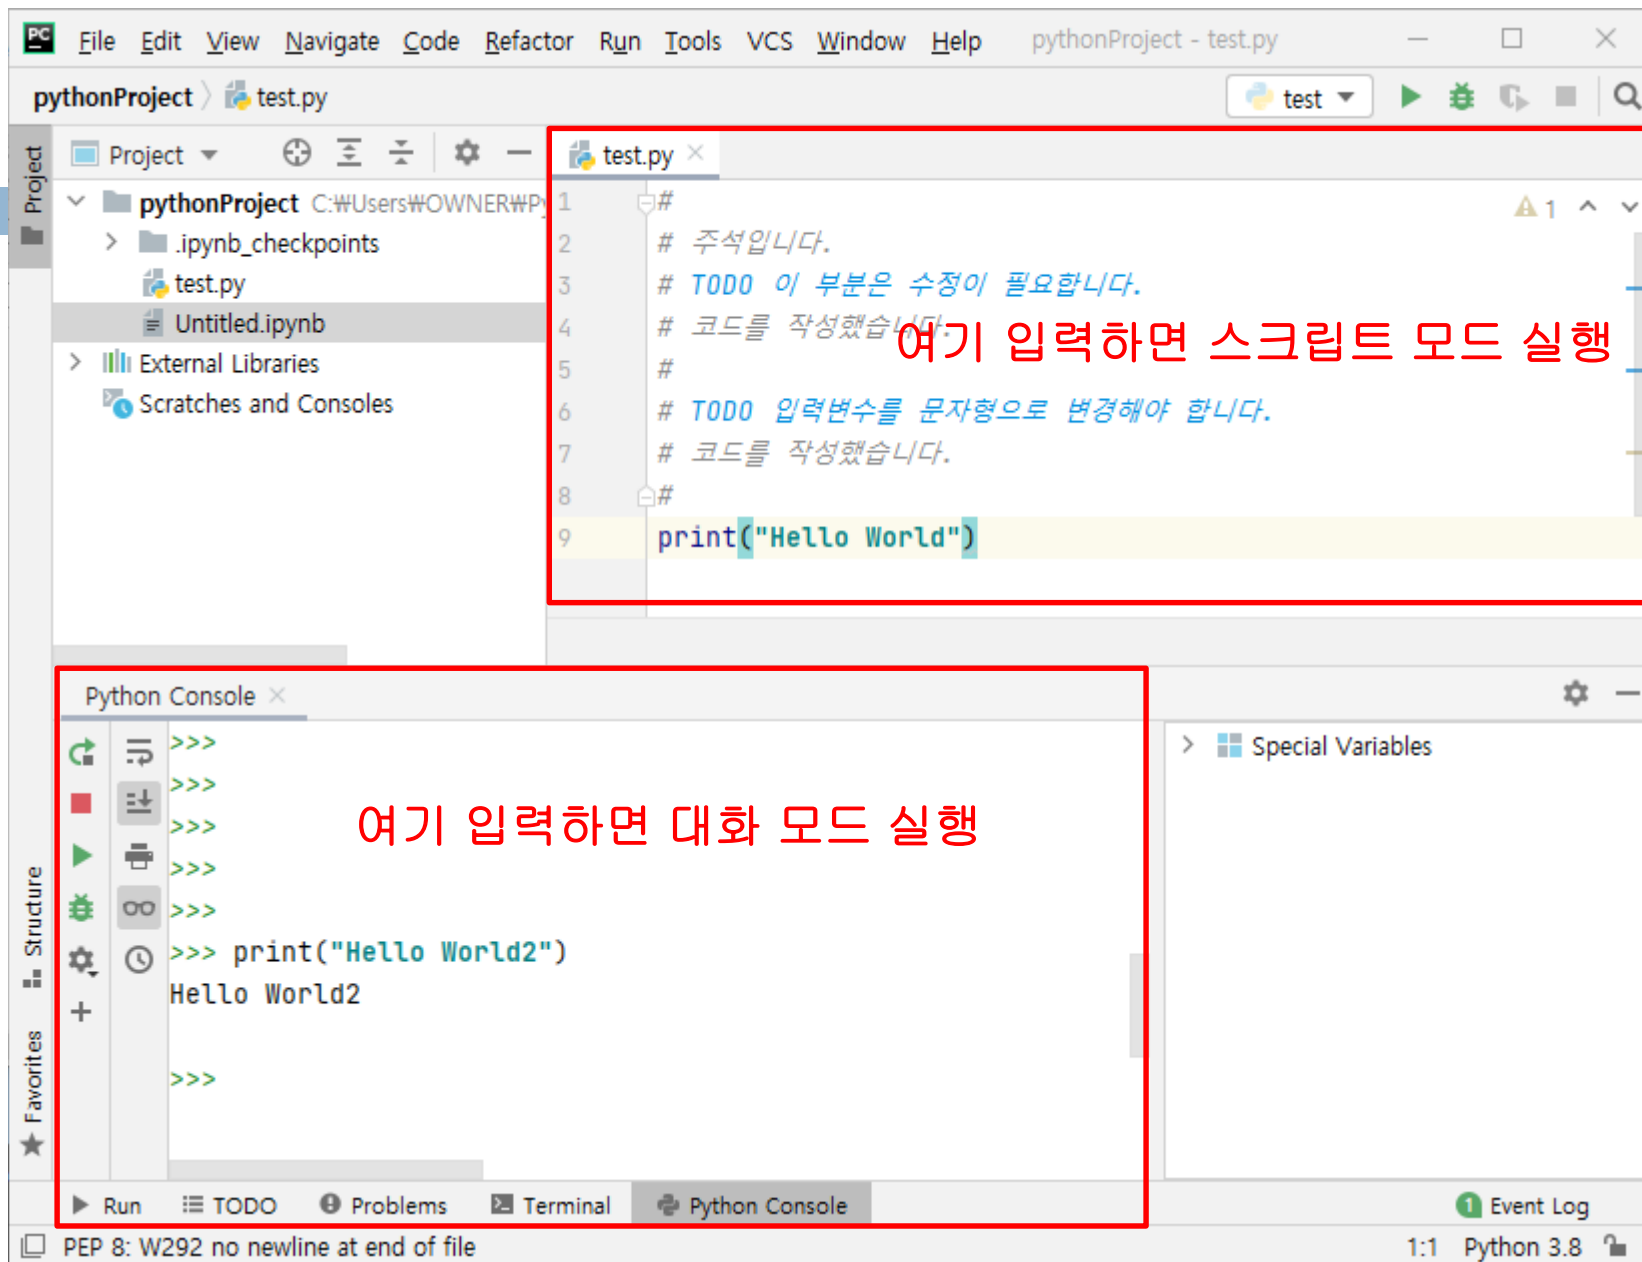 PC File Edit View Navigate Code Refactor Run Tools VCS Window Help pythonProject - test.py
pythonProject test.py test
Project
Project
pythonProject C:₩Users₩OWNER₩Py
.ipynb_checkpoints
test.py
Untitled.ipynb
External Libraries
Scratches and Consoles
test.py
1 #
2 # 주석입니다.
3 # TODO 이 부분은 수정이 필요합니다.
4 # 코드를 작성했습니다.
5 #
6 # TODO 입력변수를 문자형으로 변경해야 합니다.
7 # 코드를 작성했습니다.
8 #
9 print("Hello World")
1
여기 입력하면 스크립트 모드 실행
Python Console
>>>
>>>
>>>
>>>
>>>
>>> print("Hello World2")
Hello World2
>>>
여기 입력하면 대화 모드 실행
Special Variables
Structure
Favorites
Run TODO Problems Terminal Python Console 1 Event Log
PEP 8: W292 no newline at end of file 1:1 Python 3.8